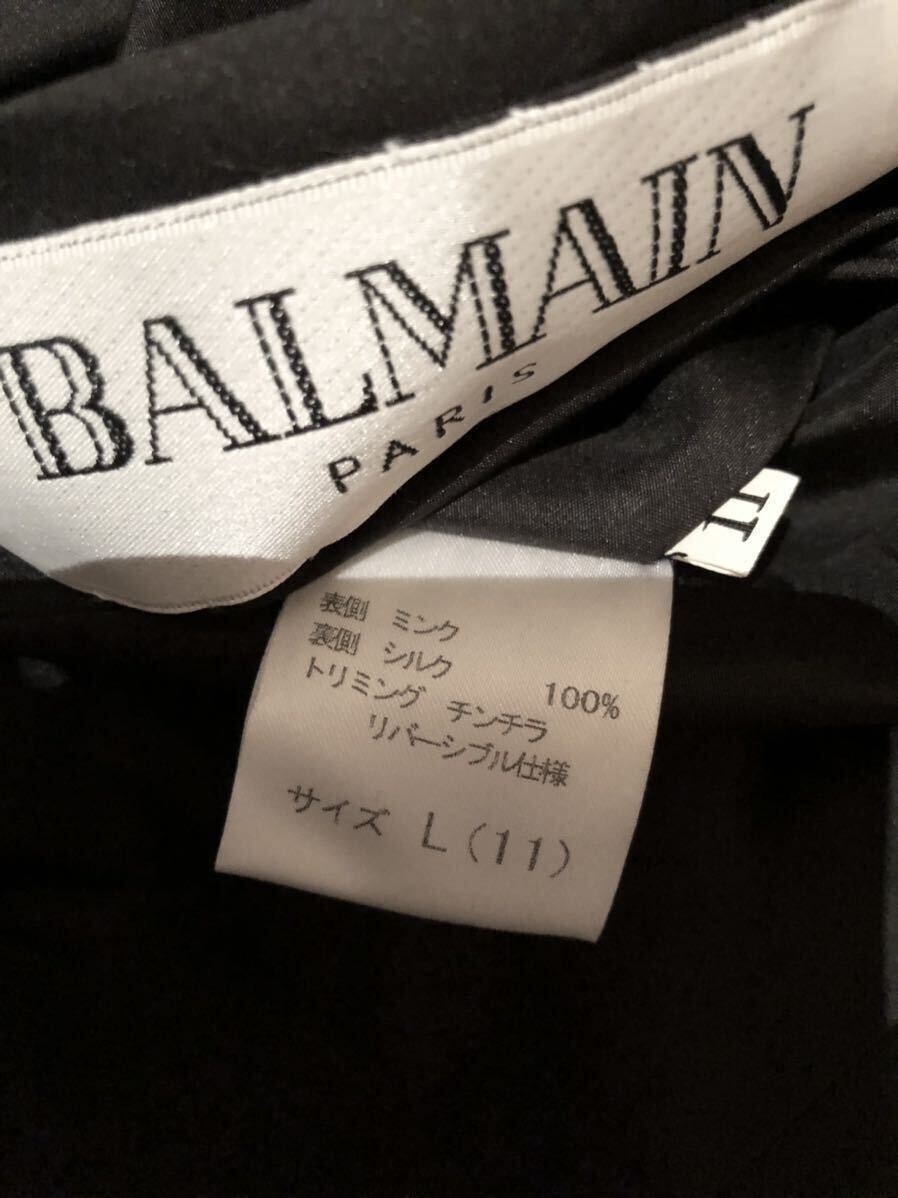 BALMAIN
PARIS
11
表側 ミンク
裏側 シルク 100%
トリミング チンチラ
リバーシブル仕様
サイズ L(11)